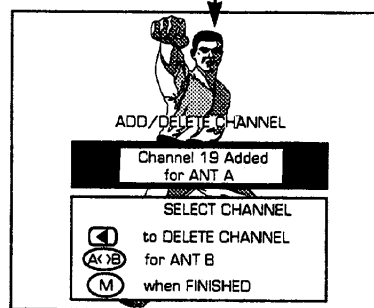 ADD/DELETE CHANNEL
Channel 19 Added
for ANT A
SELECT CHANNEL
to DELETE CHANNEL
A<>B for ANT B
M when FINISHED